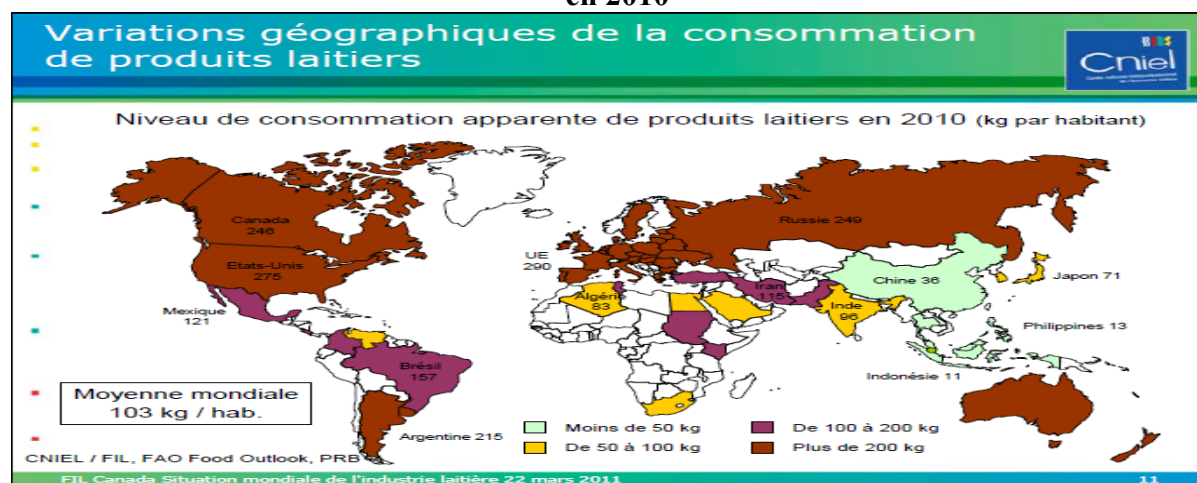 en 2010
Variations géographiques de la consommation
de produits laitiers
Cniel
Niveau de consommation apparente de produits laitiers en 2010 (kg par habitant)
Canada
246
Etats-Unis
275
Mexique
121
Brésil
157
Argentine 215
UE
290
Algérie
83
Russie 249
Iran
115
Inde
96
Chine 36
Japon 71
Philippines 13
Indonésie 11
Moyenne mondiale
103 kg / hab.
Moins de 50 kg
De 50 à 100 kg
De 100 à 200 kg
Plus de 200 kg
CNIEL / FIL, FAO Food Outlook, PRB
FIL Canada Situation mondiale de l'industrie laitière 22 mars 2011
11